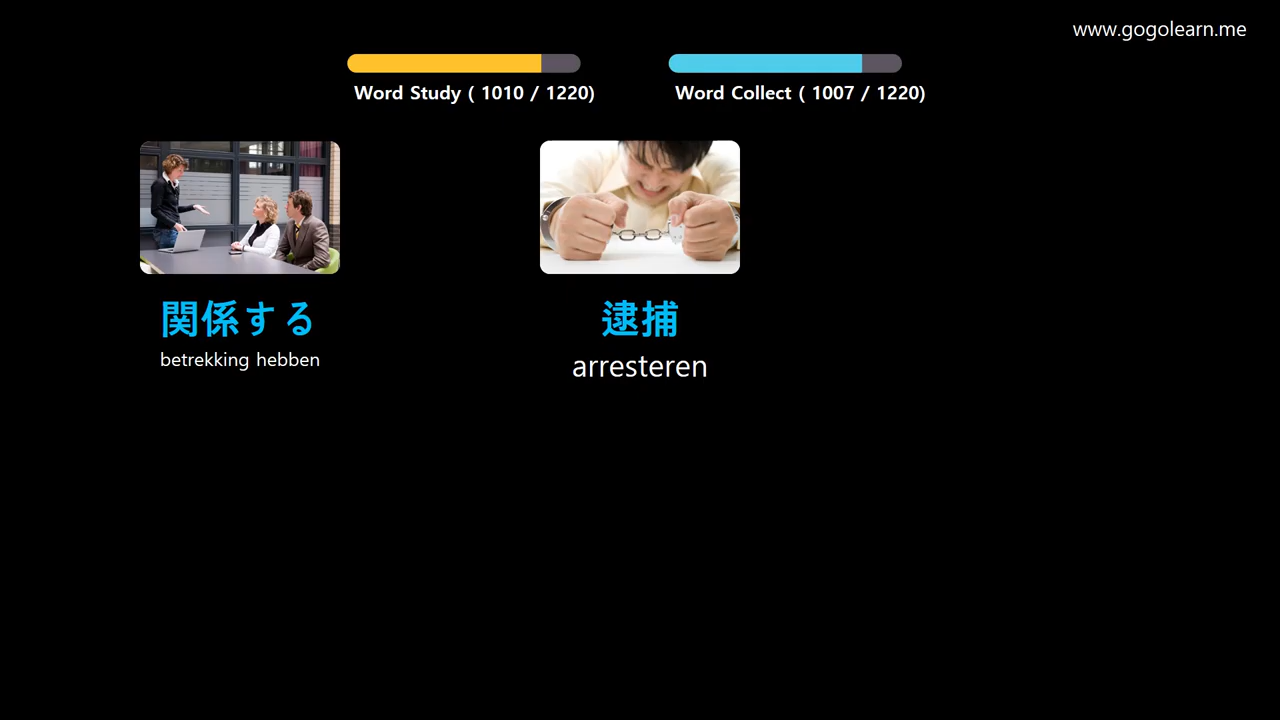 www.gogolearn.me
Word Study ( 1010 / 1220)
Word Collect ( 1007 / 1220)
関係する
betrekking hebben
逮捕
arresteren